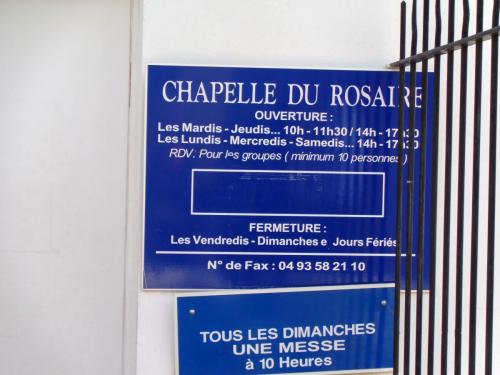 CHAPELLE DU ROSAIRE
OUVERTURE :
Les Mardis - Jeudis... 10h - 11h30 / 14h - 17h30
Les Lundis - Mercredis - Samedis... 14h - 17h30
RDV. Pour les groupes ( minimum 10 personnes )
FERMETURE :
Les Vendredis - Dimanches e Jours Fériés
N° de Fax : 04 93 58 21 10
TOUS LES DIMANCHES
UNE MESSE
à 10 Heures